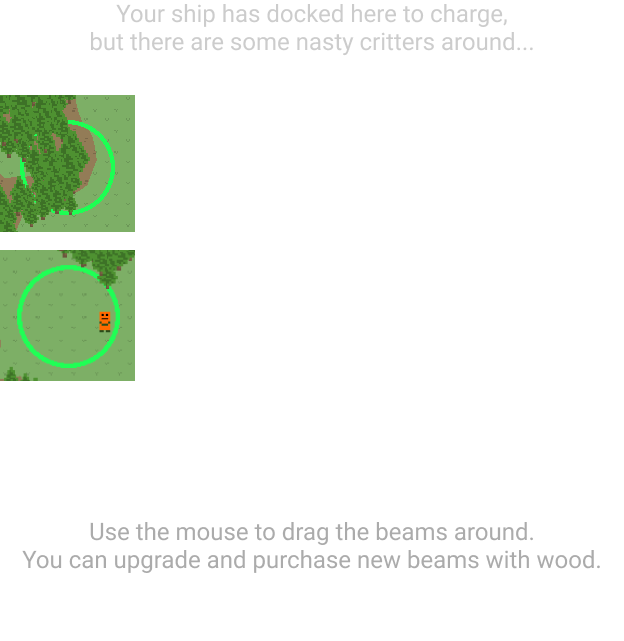 Your ship has docked here to charge,
but there are some nasty critters around...
Use the mouse to drag the beams around.
You can upgrade and purchase new beams with wood.